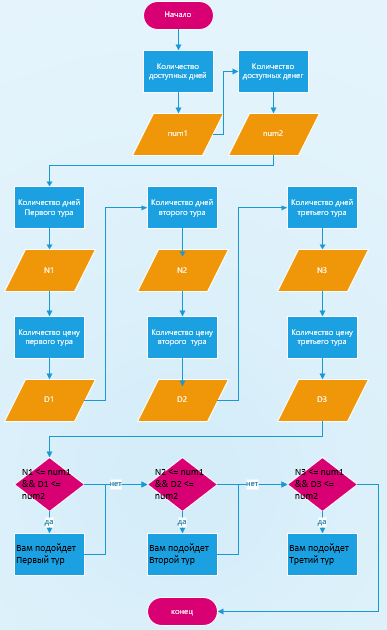 Начало
Количество
доступных дней
Количество
доступных денег
num1
num2
Количество дней
Первого тура
Количество дней
второго тура
Количество дней
третьего тура
N1
N2
N3
Количество цену
первого тура
Количество цену
второго тура
Количество цену
третьего тура
D1
D2
D3
N1 <= num1
&& D1 <=
num2
нет
N2 <= num1
&& D2 <=
num2
нет
N3 <= num1
&& D3 <=
num2
да
да
да
Вам подойдет
Первый тур
Вам подойдет
Второй тур
Вам подойдет
Третий тур
конец